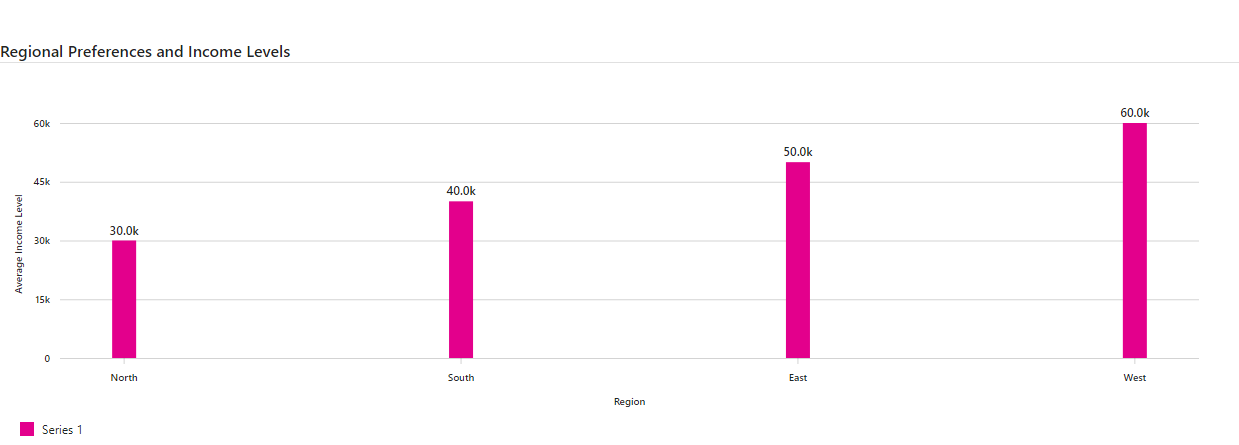 Regional Preferences and Income Levels
60.0k
60k
50.0k
45k
40.0k
30.0k
30k
Average Income Level
15k
0
North South East West
Region
Series 1